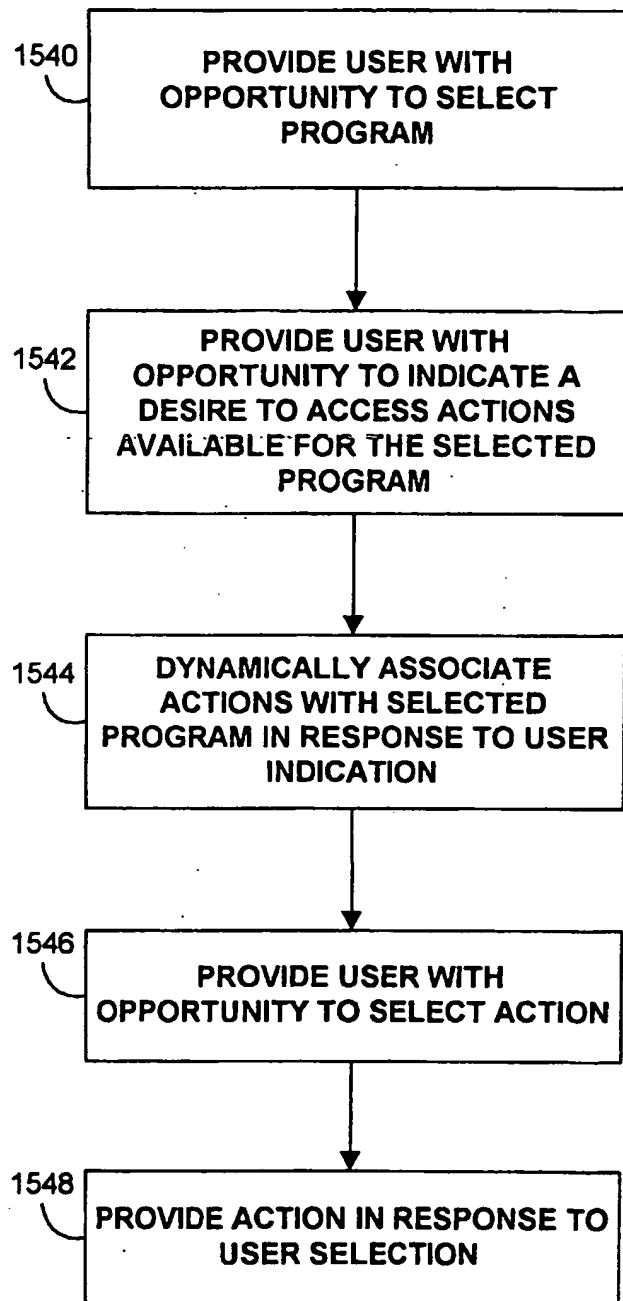 1540
PROVIDE USER WITH
OPPORTUNITY TO SELECT
PROGRAM
1542
PROVIDE USER WITH
OPPORTUNITY TO INDICATE A
DESIRE TO ACCESS ACTIONS
AVAILABLE FOR THE SELECTED
PROGRAM
1544
DYNAMICALLY ASSOCIATE
ACTIONS WITH SELECTED
PROGRAM IN RESPONSE TO USER
INDICATION
1546
PROVIDE USER WITH
OPPORTUNITY TO SELECT ACTION
1548
PROVIDE ACTION IN RESPONSE TO
USER SELECTION